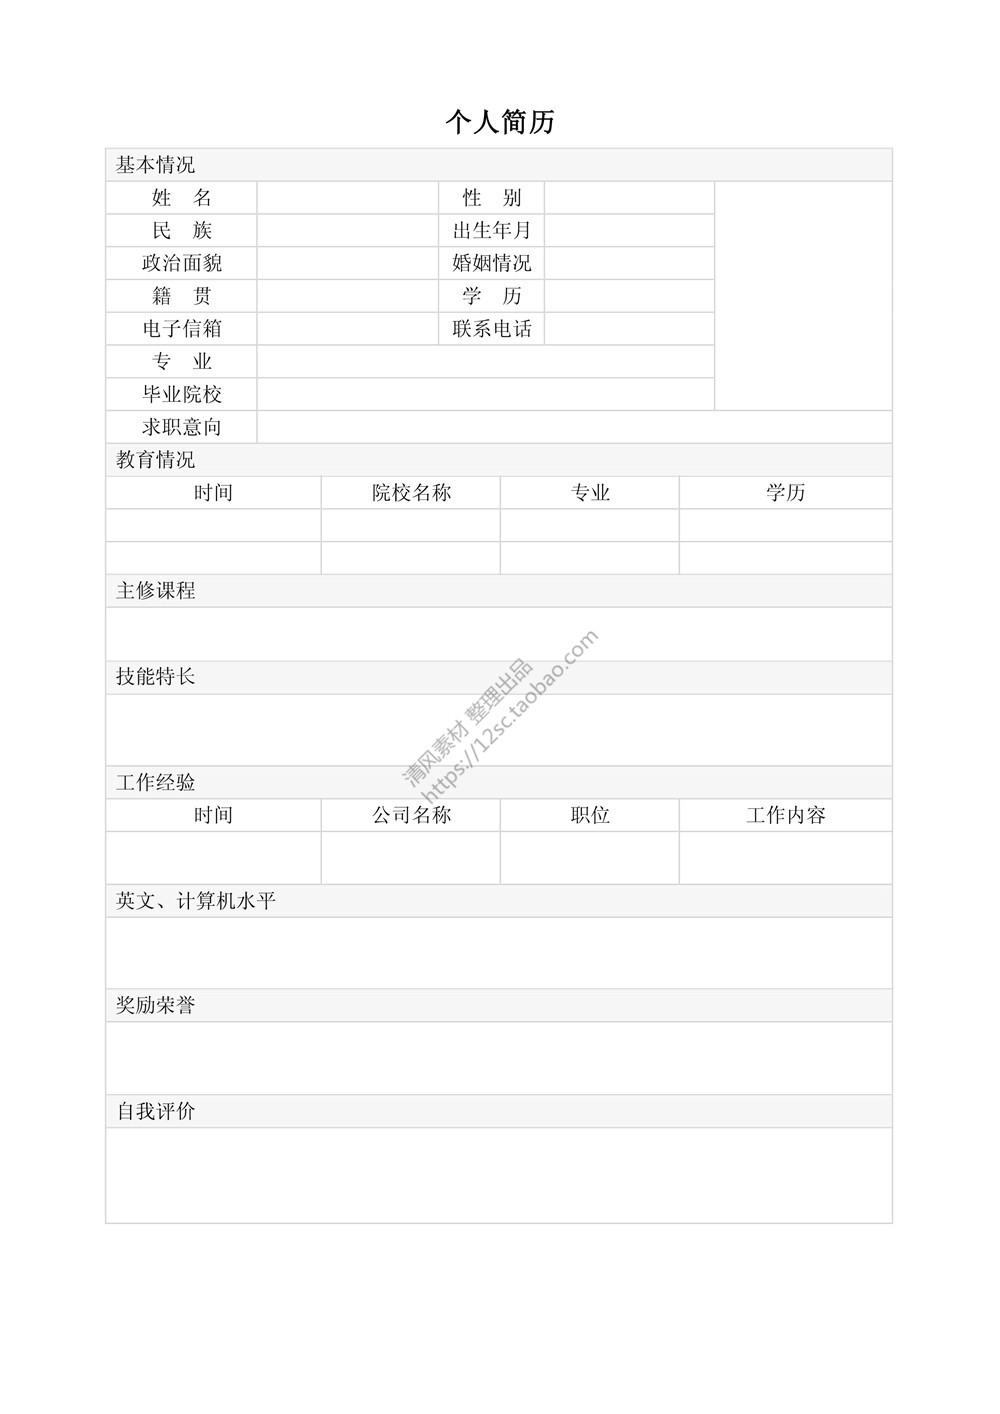 个人简历
基本情况
姓 名 性 别
民 族 出生年月
政治面貌 婚姻情况
籍 贯 学 历
电子信箱 联系电话
专 业
毕业院校
求职意向
教育情况
时间 院校名称 专业 学历
主修课程
技能特长
清风素材 整理出品
https://12sc.taobao.com
工作经验
时间 公司名称 职位 工作内容
英文、计算机水平
奖励荣誉
自我评价